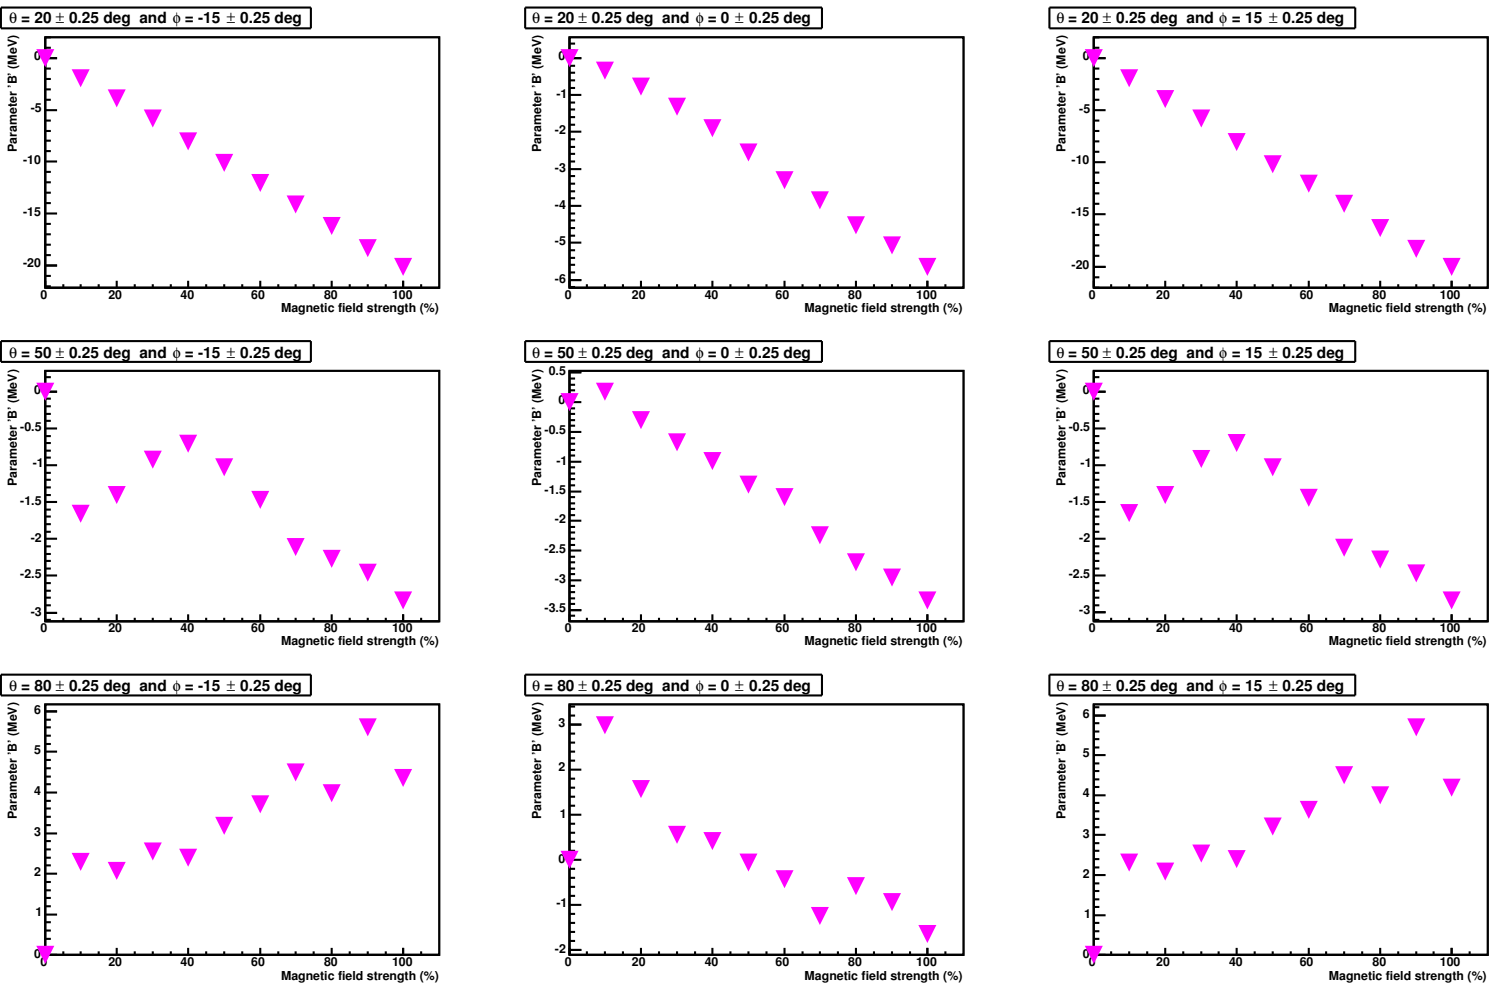 θ = 20 ± 0.25 deg and ϕ = -15 ± 0.25 deg
Parameter 'B' (MeV)
0
-5
-10
-15
-20
0 20 40 60 80 100
Magnetic field strength (%)
θ = 20 ± 0.25 deg and ϕ = 0 ± 0.25 deg
Parameter 'B' (MeV)
0
-1
-2
-3
-4
-5
-6
0 20 40 60 80 100
Magnetic field strength (%)
θ = 20 ± 0.25 deg and ϕ = 15 ± 0.25 deg
Parameter 'B' (MeV)
0
-5
-10
-15
-20
0 20 40 60 80 100
Magnetic field strength (%)
θ = 50 ± 0.25 deg and ϕ = -15 ± 0.25 deg
Parameter 'B' (MeV)
0
-0.5
-1
-1.5
-2
-2.5
-3
0 20 40 60 80 100
Magnetic field strength (%)
θ = 50 ± 0.25 deg and ϕ = 0 ± 0.25 deg
Parameter 'B' (MeV)
0.5
0
-0.5
-1
-1.5
-2
-2.5
-3
-3.5
0 20 40 60 80 100
Magnetic field strength (%)
θ = 50 ± 0.25 deg and ϕ = 15 ± 0.25 deg
Parameter 'B' (MeV)
0
-0.5
-1
-1.5
-2
-2.5
-3
0 20 40 60 80 100
Magnetic field strength (%)
θ = 80 ± 0.25 deg and ϕ = -15 ± 0.25 deg
Parameter 'B' (MeV)
6
5
4
3
2
1
0
0 20 40 60 80 100
Magnetic field strength (%)
θ = 80 ± 0.25 deg and ϕ = 0 ± 0.25 deg
Parameter 'B' (MeV)
3
2
1
0
-1
-2
0 20 40 60 80 100
Magnetic field strength (%)
θ = 80 ± 0.25 deg and ϕ = 15 ± 0.25 deg
Parameter 'B' (MeV)
6
5
4
3
2
1
0
0 20 40 60 80 100
Magnetic field strength (%)